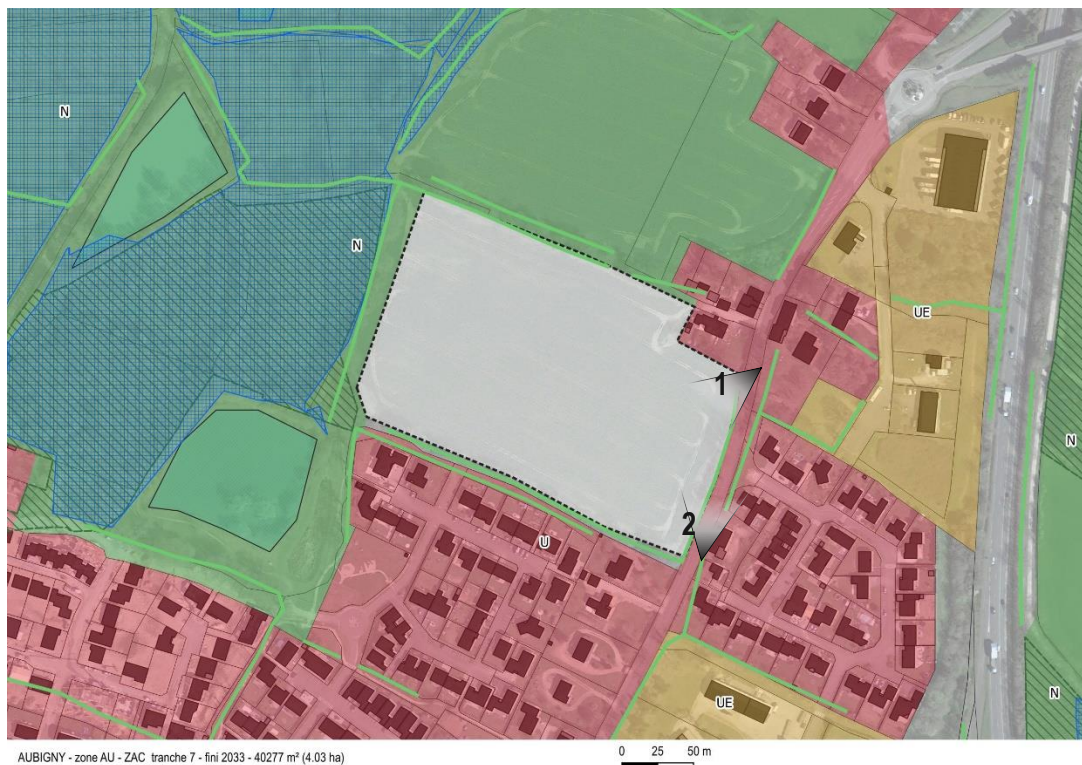 N
N
UE
1
N
2
U
UE
N
0 25 50 m
AUBIGNY - zone AU - ZAC tranche 7 - fini 2033 - 40277 m² (4.03 ha)